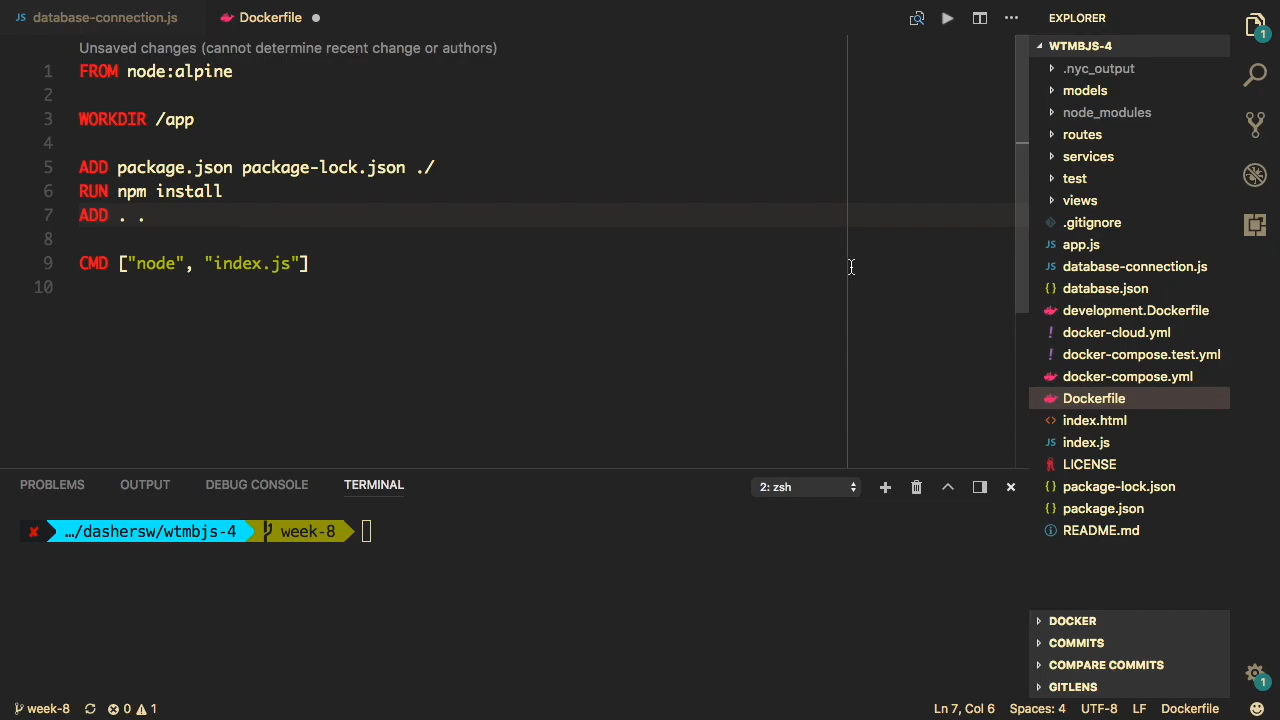 JS database-connection.js
Dockerfile
Unsaved changes (cannot determine recent change or authors)
1 FROM node:alpine
2
3 WORKDIR /app
4
5 ADD package.json package-lock.json ./
6 RUN npm install
7 ADD . .
8
9 CMD ["node", "index.js"]
10
EXPLORER
WTMBJS-4
.nyc_output
models
node_modules
routes
services
test
views
.gitignore
JS app.js
JS database-connection.js
{} database.json
development.Dockerfile
! docker-cloud.yml
! docker-compose.test.yml
docker-compose.yml
Dockerfile
<> index.html
JS index.js
LICENSE
{} package-lock.json
{} package.json
README.md
DOCKER
COMMITS
COMPARE COMMITS
GITLENS
1
1
PROBLEMS OUTPUT DEBUG CONSOLE TERMINAL
2: zsh
✘ …/dashersw/wtmbjs-4 week-8
week-8 0 1
Ln 7, Col 6 Spaces: 4 UTF-8 LF Dockerfile